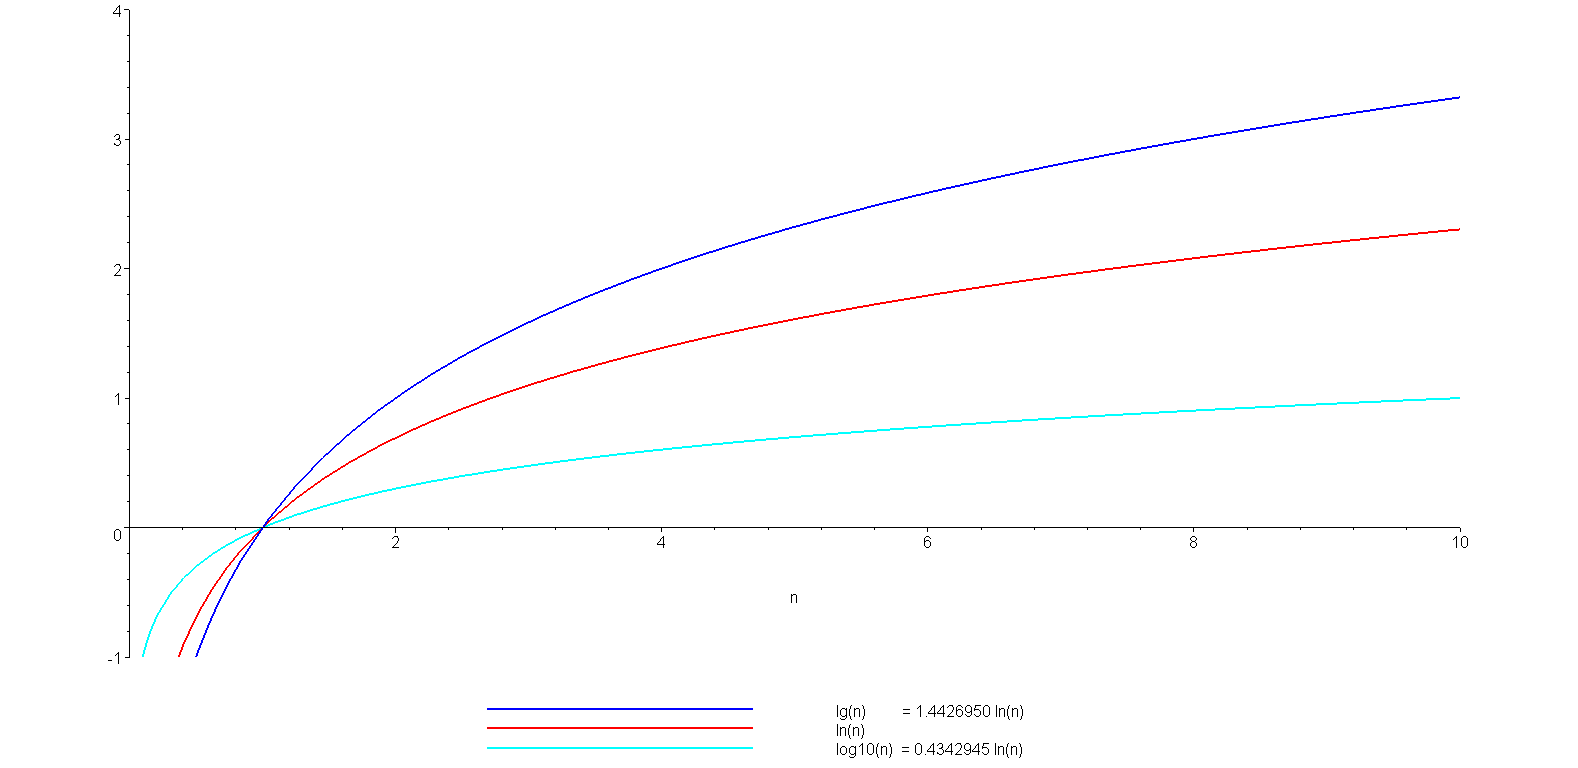 4
3
2
1
0
-1
2 4 6 8 10
n
lg(n) = 1.4426950 ln(n)
ln(n)
log10(n) = 0.4342945 ln(n)